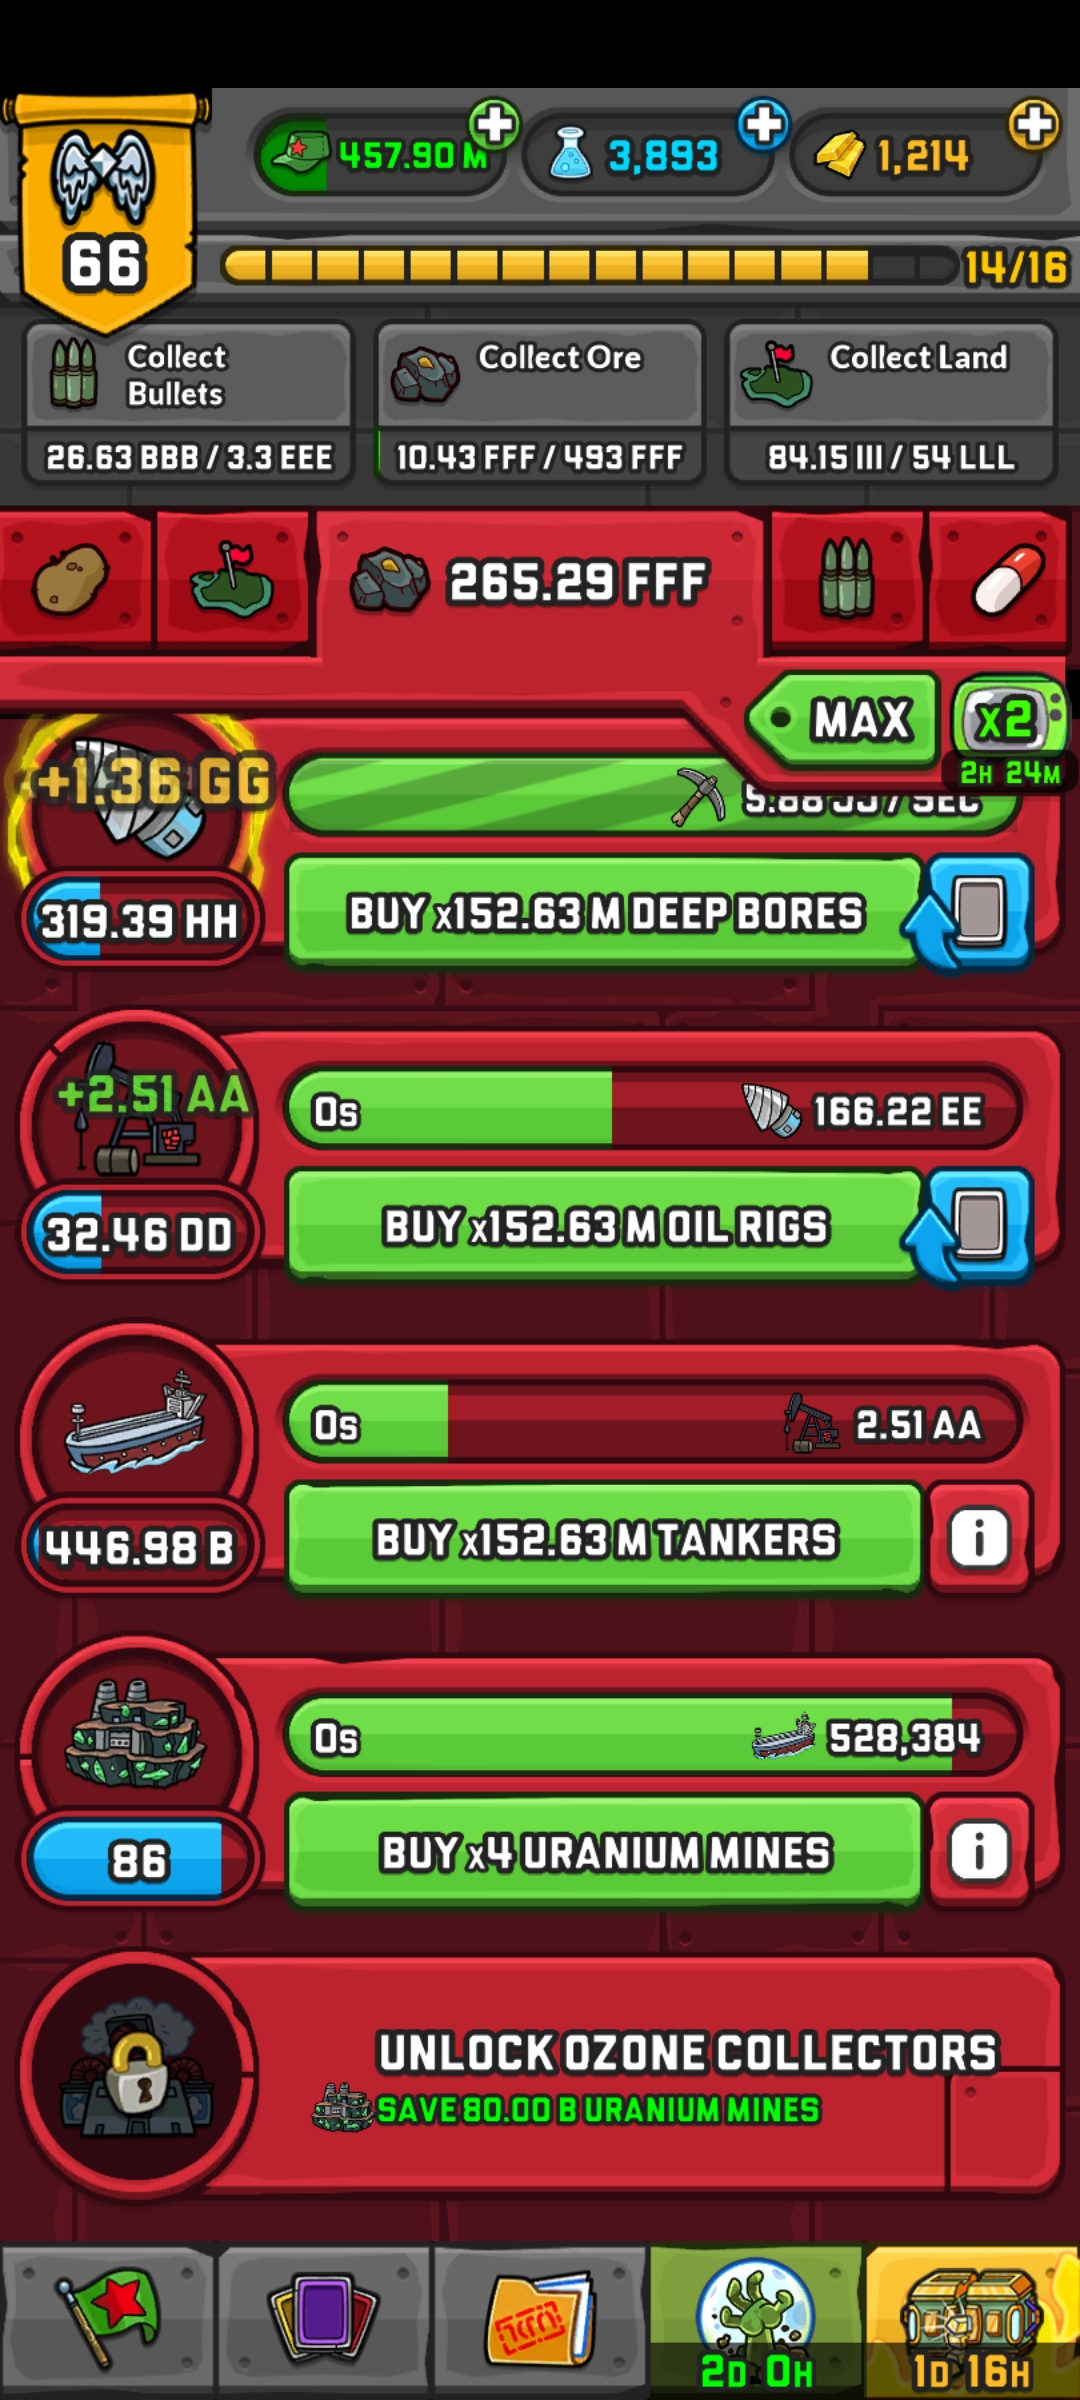 457.90 M
3,893
1,214
66
14/16
Collect
Bullets
26.63 BBB / 3.3 EEE
Collect Ore
10.43 FFF / 493 FFF
Collect Land
84.15 III / 54 LLL
265.29 FFF
MAX
x2
2H 24M
+1.36 GG
5.88 JJ / SEC
319.39 HH
BUY x152.63 M DEEP BORES
+2.51 AA
0s
166.22 EE
32.46 DD
BUY x152.63 M OIL RIGS
0s
2.51 AA
446.98 B
BUY x152.63 M TANKERS
i
0s
528,384
86
BUY x4 URANIUM MINES
i
UNLOCK OZONE COLLECTORS
SAVE 80.00 B URANIUM MINES
2D 0H
1D 16H